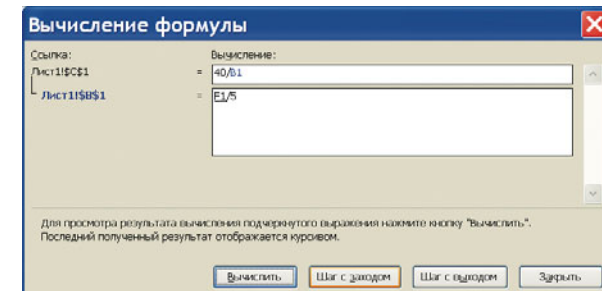 Вычисление формулы
Ссылка: Вычисление:
Лист1!$C$1 = 40/B1
Лист1!$B$1 = E1/5
Для просмотра результата вычисления подчеркнутого выражения нажмите кнопку "Вычислить".
Последний полученный результат отображается курсивом.
Вычислить Шаг с заходом Шаг с выходом Закрыть